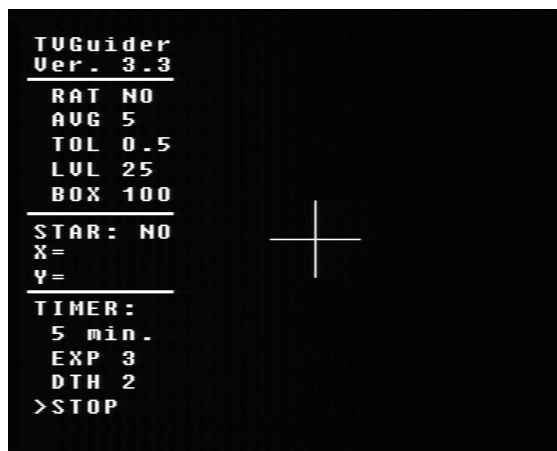 TVGuider
Ver. 3.3
RAT NO
AVG 5
TOL 0.5
LVL 25
BOX 100
STAR: NO
X=
Y=
TIMER:
5 min.
EXP 3
DTH 2
>STOP